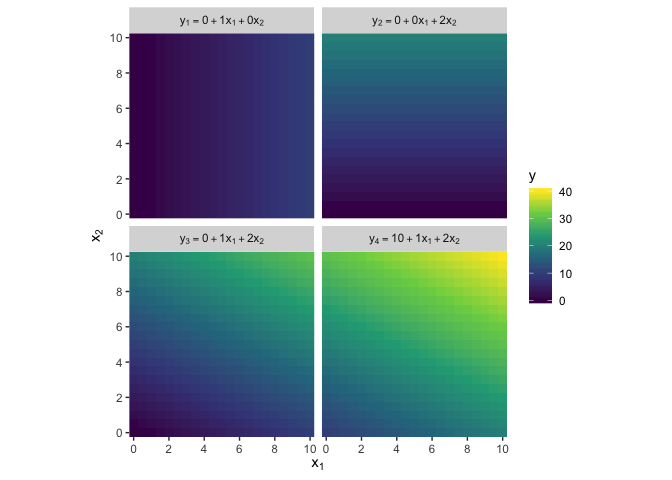 y₁ = 0 + 1x₁ + 0x₂
y₂ = 0 + 0x₁ + 2x₂
10
8
6
4
2
0
y₃ = 0 + 1x₁ + 2x₂
y₄ = 10 + 1x₁ + 2x₂
10
8
6
4
2
0
0 2 4 6 8 10
0 2 4 6 8 10
x₁
x₂
y
40
30
20
10
0